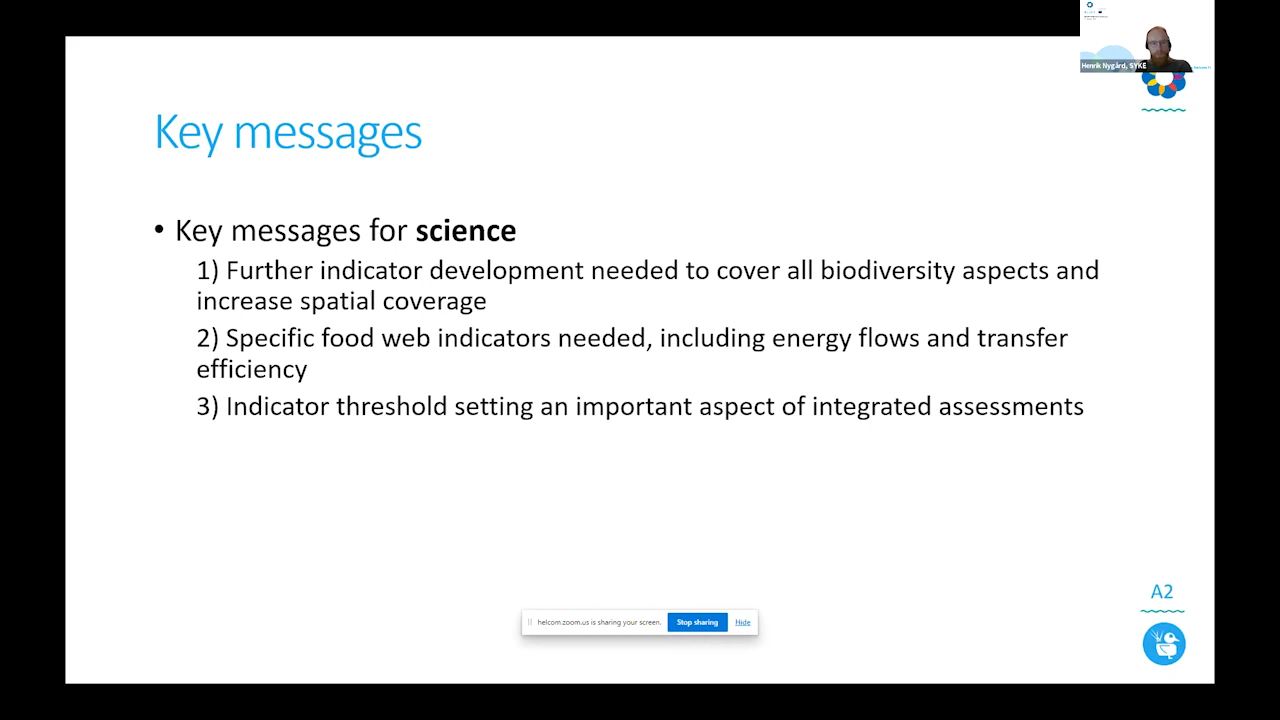 Henrik Nygård, SYKE
Key messages
• Key messages for science
1) Further indicator development needed to cover all biodiversity aspects and
increase spatial coverage
2) Specific food web indicators needed, including energy flows and transfer
efficiency
3) Indicator threshold setting an important aspect of integrated assessments
A2
helcom.zoom.us is sharing your screen.
Stop sharing
Hide